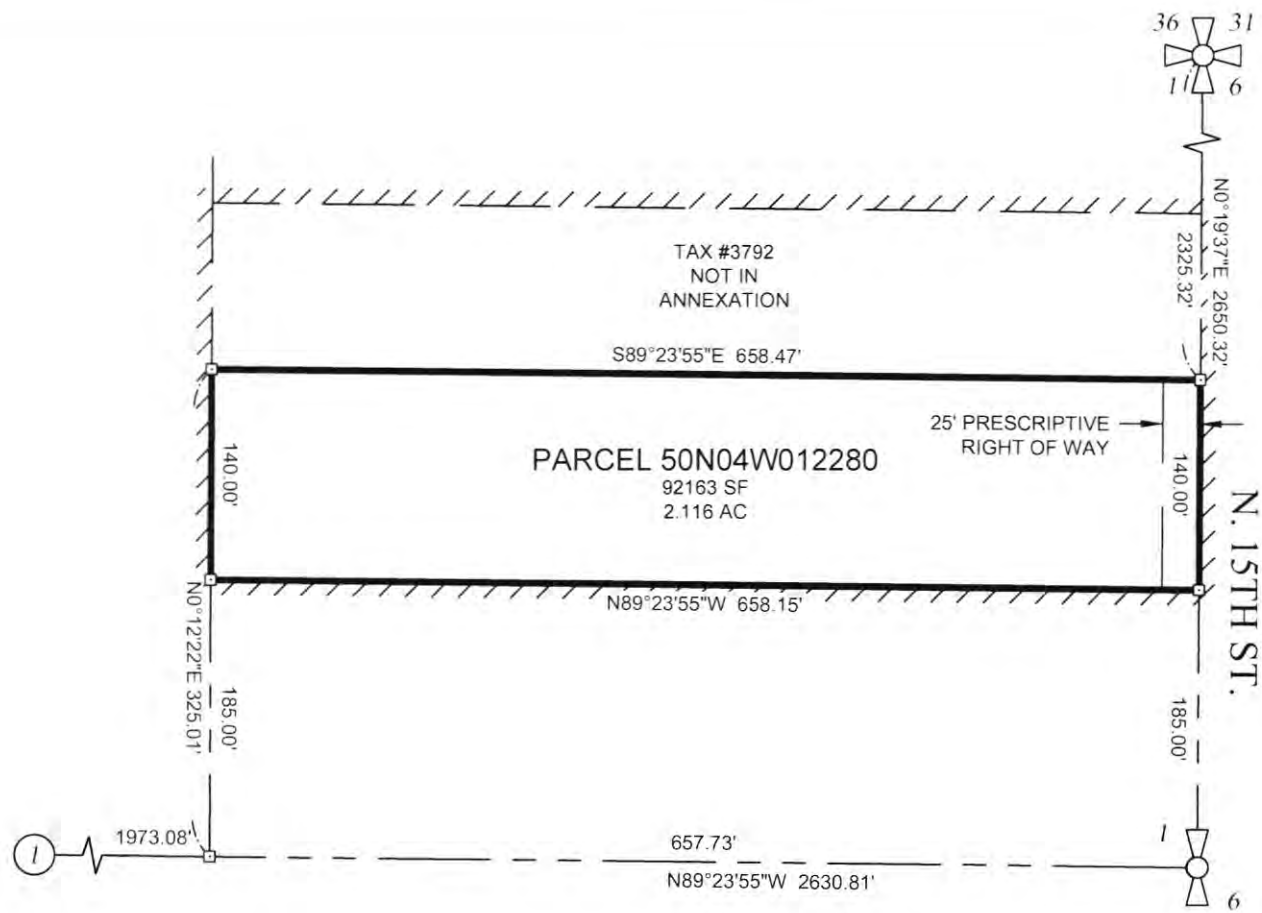 36 31
1 6
N0°19'37"E 2650.32'
2325.32'
TAX #3792
NOT IN
ANNEXATION
S89°23'55"E 658.47'
25' PRESCRIPTIVE
RIGHT OF WAY
PARCEL 50N04W012280
92163 SF
2.116 AC
140.00'
140.00'
N. 15TH ST.
N89°23'55"W 658.15'
N0°12'22"E 325.01'
185.00'
185.00'
1
1973.08'
657.73'
N89°23'55"W 2630.81'
1
6